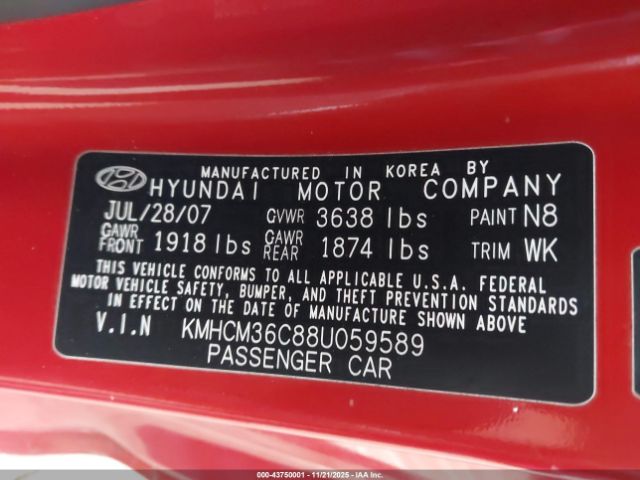 MANUFACTURED IN KOREA BY
HYUNDAI MOTOR COMPANY
JUL/28/07 GVWR 3638 lbs PAINT N8
GAWR FRONT 1918 lbs GAWR REAR 1874 lbs TRIM WK
THIS VEHICLE CONFORMS TO ALL APPLICABLE U.S.A. FEDERAL
MOTOR VEHICLE SAFETY, BUMPER, AND THEFT PREVENTION STANDARDS
IN EFFECT ON THE DATE OF MANUFACTURE SHOWN ABOVE
V.I.N KMHCM36C88U059589
PASSENGER CAR
000-43750001 - 11/21/2025 - IAA Inc.